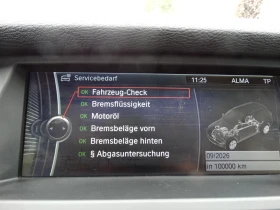 Servicebedarf
11:25
ALMA
TP
OK Fahrzeug-Check
OK Bremsflüssigkeit
OK Motoröl
OK Bremsbeläge vorn
OK Bremsbeläge hinten
OK § Abgasuntersuchung
09/2026
in 100000 km